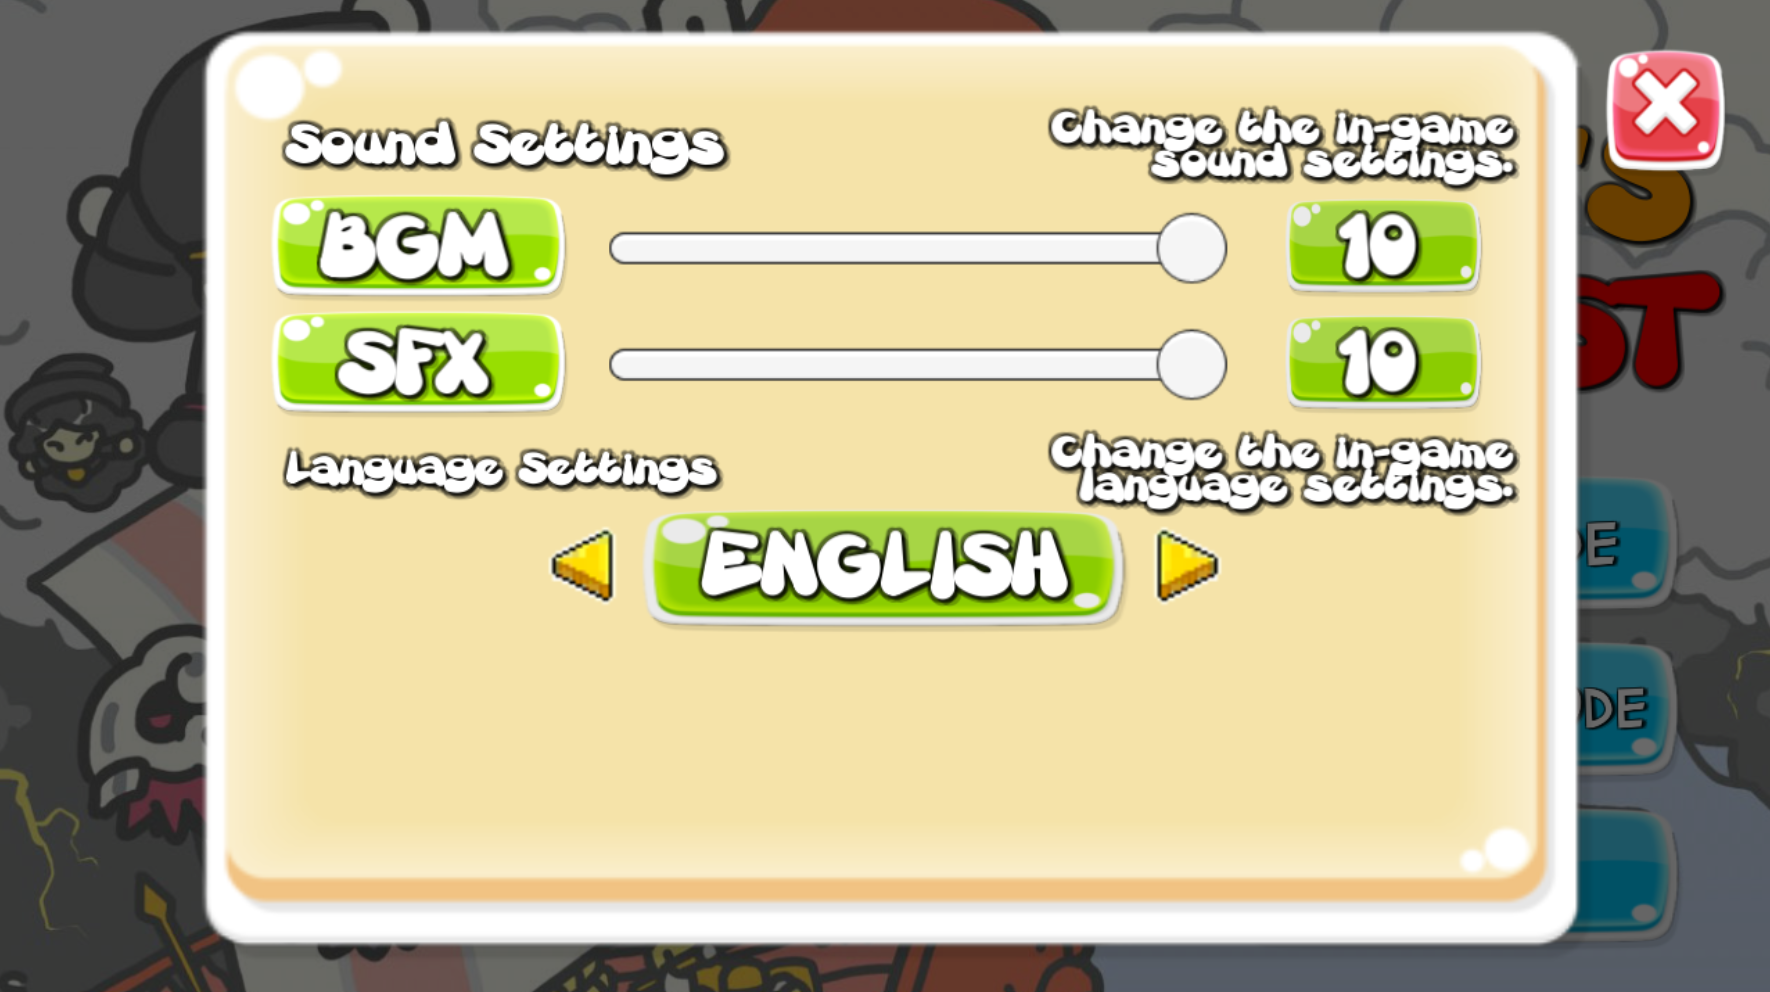 Sound Settings
Change the in-game
sound settings.
BGM
10
SFX
10
Language Settings
Change the in-game
language settings.
ENGLISH